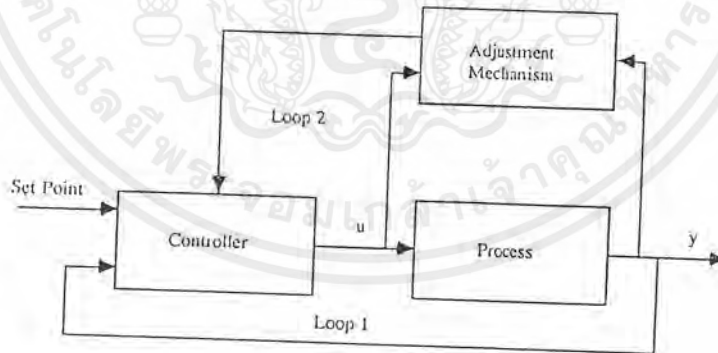 Adjustment
Mechanism
Loop 2
Set Point
Controller
u
Process
y
Loop 1